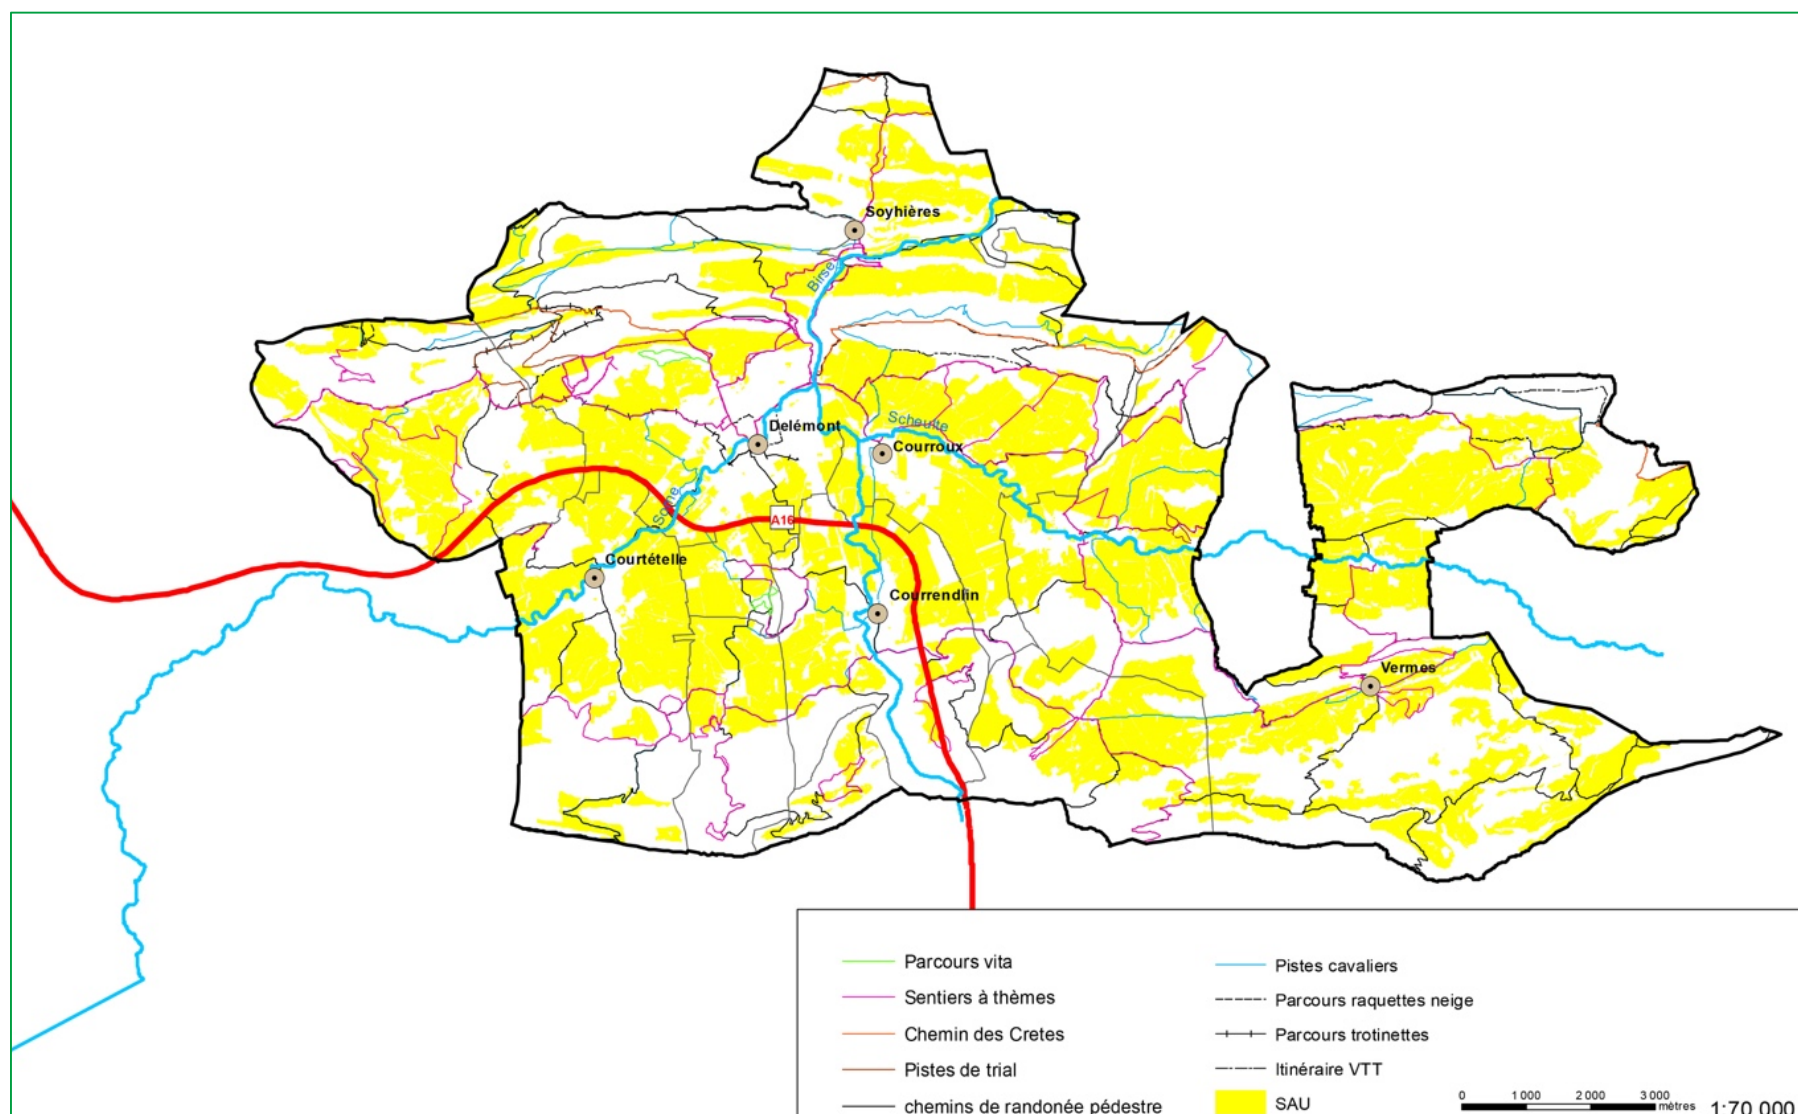 Soyhières
Birse
Delémont
Scheulte
Courroux
Sorne
A16
Courtételle
Courrendlin
Vermes
Parcours vita
Sentiers à thèmes
Chemin des Cretes
Pistes de trial
chemins de randonée pédestre
Pistes cavaliers
Parcours raquettes neige
Parcours trotinettes
Itinéraire VTT
SAU
0 1 000 2 000 3 000
mètres
1:70 000